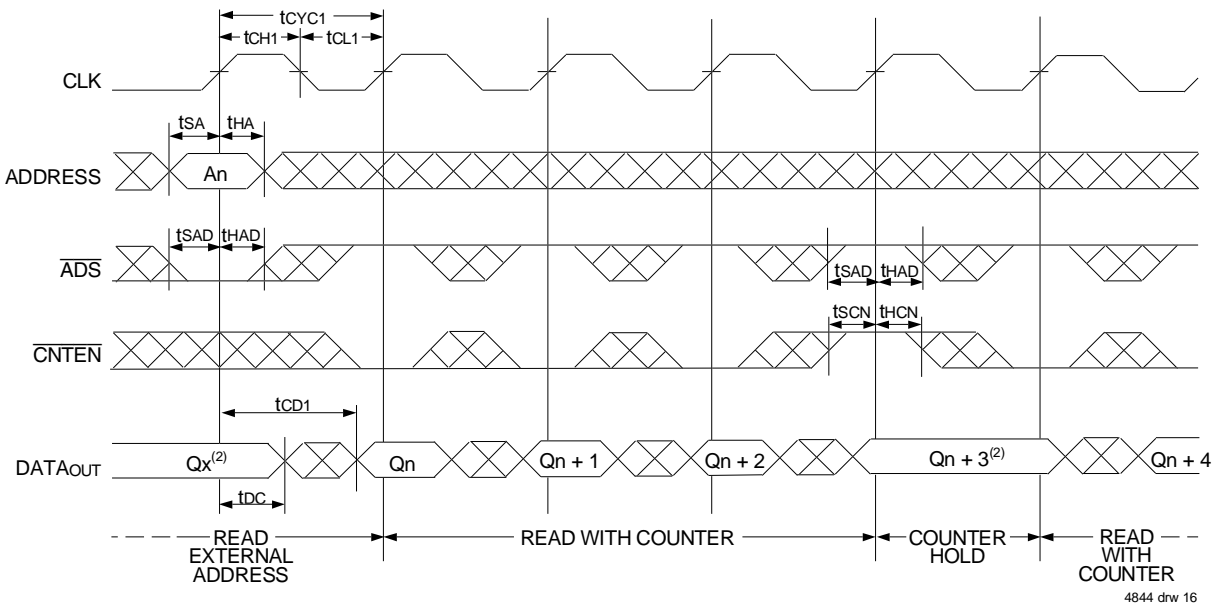 tCYC1
tCH1 tCL1
CLK
tSA tHA
ADDRESS An
tSAD tHAD
ADS
tSAD tHAD
tSCN tHCN
CNTEN
tCD1
DATAOUT Qx(2) Qn Qn + 1 Qn + 2 Qn + 3(2) Qn + 4
tDC
READ EXTERNAL ADDRESS
READ WITH COUNTER
COUNTER HOLD
READ WITH COUNTER
4844 drw 16